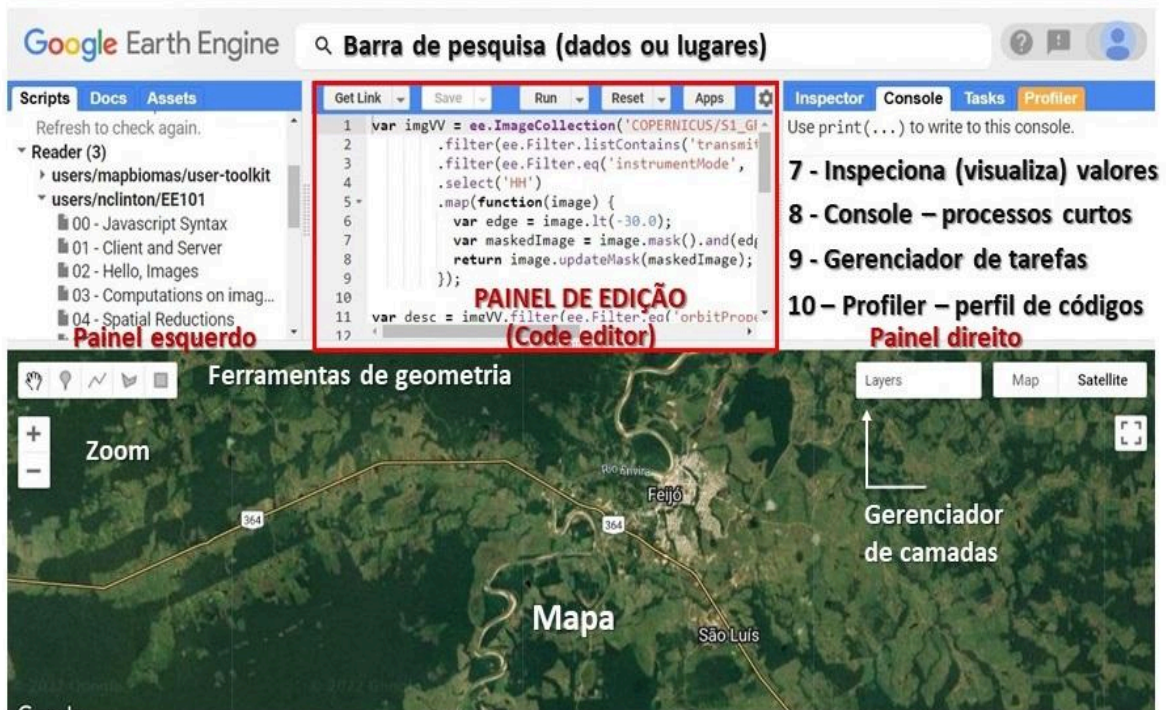 Google Earth Engine
Barra de pesquisa (dados ou lugares)
Scripts Docs Assets
Refresh to check again.
Reader (3)
users/mapbiomas/user-toolkit
users/nclinton/EE101
00 - Javascript Syntax
01 - Client and Server
02 - Hello, Images
03 - Computations on imag...
04 - Spatial Reductions
Painel esquerdo
Get Link Save Run Reset Apps
1 var imgVV = ee.ImageCollection('COPERNICUS/S1_G
2 .filter(ee.Filter.listContains('transmit
3 .filter(ee.Filter.eq('instrumentMode',
4 .select('HH')
5 .map(function(image) {
6 var edge = image.lt(-30.0);
7 var maskedImage = image.mask().and(edg
8 return image.updateMask(maskedImage);
9 });
10
11 var desc = imgVV.filter(ee.Filter.eq('orbitPrope
12
PAINEL DE EDIÇÃO
(Code editor)
Inspector Console Tasks Profiler
Use print(...) to write to this console.
7 - Inspeciona (visualiza) valores
8 - Console – processos curtos
9 - Gerenciador de tarefas
10 – Profiler – perfil de códigos
Painel direito
Ferramentas de geometria
Layers
Map Satellite
+
Zoom
−
Rio Envira
Feijó
364
364
Gerenciador
de camadas
Mapa
São Luís